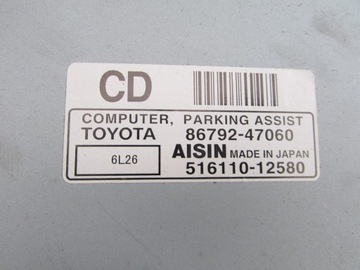 CD
COMPUTER, PARKING ASSIST
TOYOTA 86792-47060
6L26 AISIN MADE IN JAPAN
516110-12580